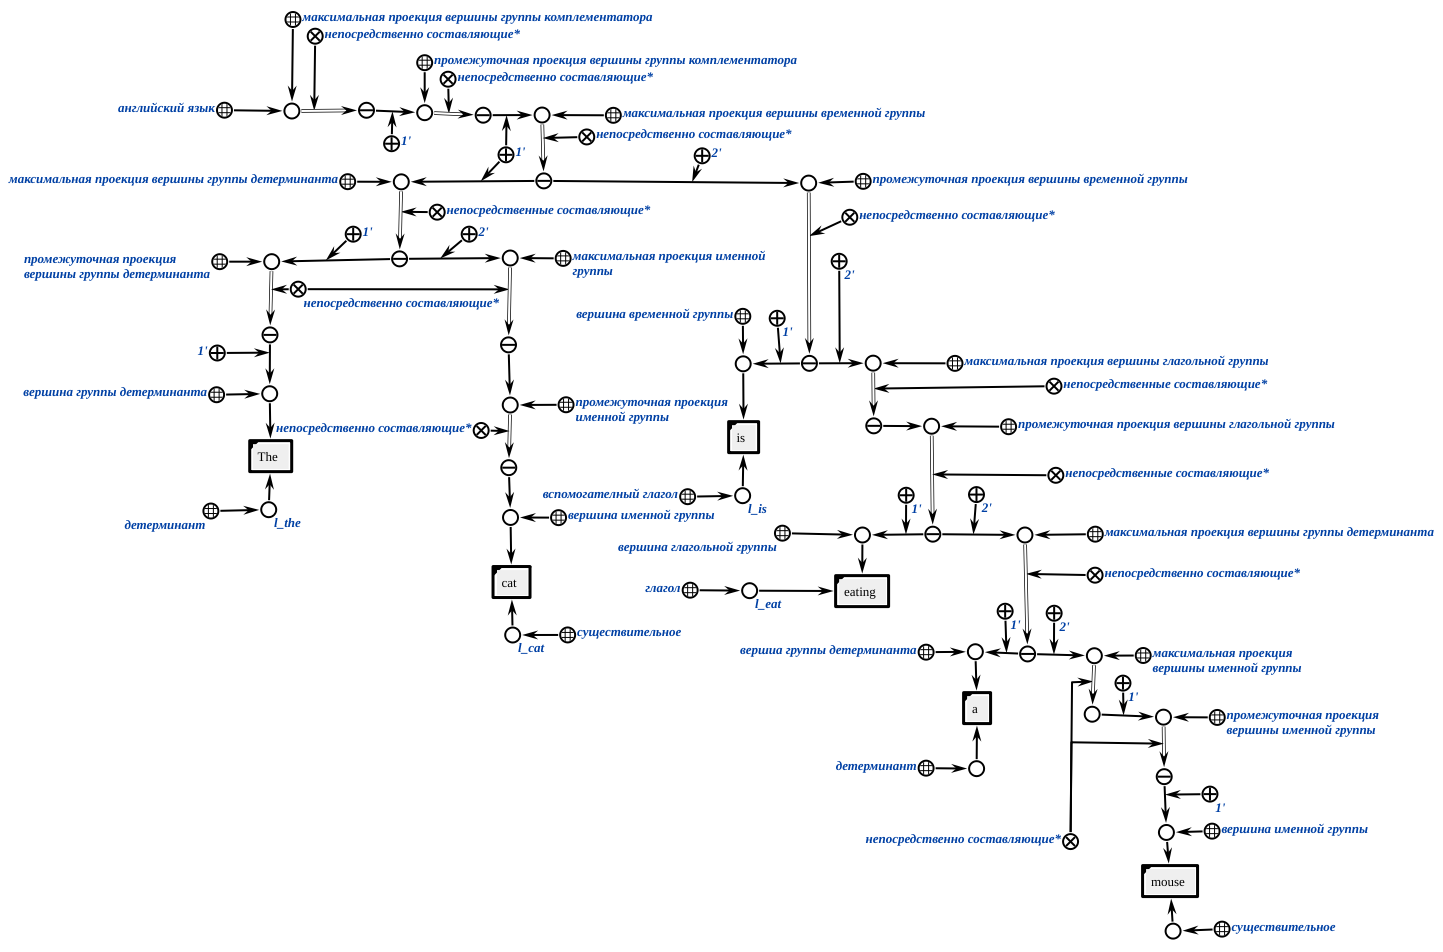 максимальная проекция вершины группы комплементатора
непосредственно составляющие*
промежуточная проекция вершины группы комплементатора
непосредственно составляющие*
английский язык
максимальная проекция вершины временной группы
непосредственно составляющие*
1'
1'
2'
максимальная проекция вершины группы детерминанта
промежуточная проекция вершины временной группы
непосредственные составляющие*
непосредственно составляющие*
1'
2'
промежуточная проекция
вершины группы детерминанта
максимальная проекция именной
группы
2'
непосредственно составляющие*
вершина временной группы
1'
1'
максимальная проекция вершины глагольной группы
непосредственные составляющие*
вершина группы детерминанта
промежуточная проекция
именной группы
непосредственно составляющие*
промежуточная проекция вершины глагольной группы
is
The
непосредственные составляющие*
вспомогателный глагол
l_is
1'
2'
детерминант
l_the
вершина именной группы
максимальная проекция вершины группы детерминанта
вершина глагольной группы
непосредственно составляющие*
cat
глагол
l_eat
eating
1'
2'
существительное
l_cat
верши­а группы детерминанта
максимальная проекция
вершины именной группы
1'
a
промежуточная проекция
вершины именной группы
детерминант
1'
вершина именной группы
непосредственно составляющие*
mouse
существительное